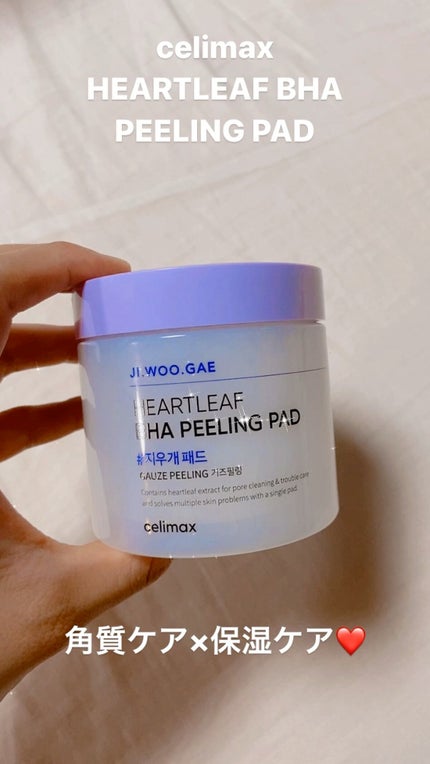 celimax
HEARTLEAF BHA
PEELING PAD
JI.WOO.GAE
HEARTLEAF
BHA PEELING PAD
#지우개 패드
GAUZE PEELING 거즈필링
Contains heartleaf extract for pore cleaning & trouble care
and solves multiple skin problems with a single pad.
celimax
角質ケア×保湿ケア❤️